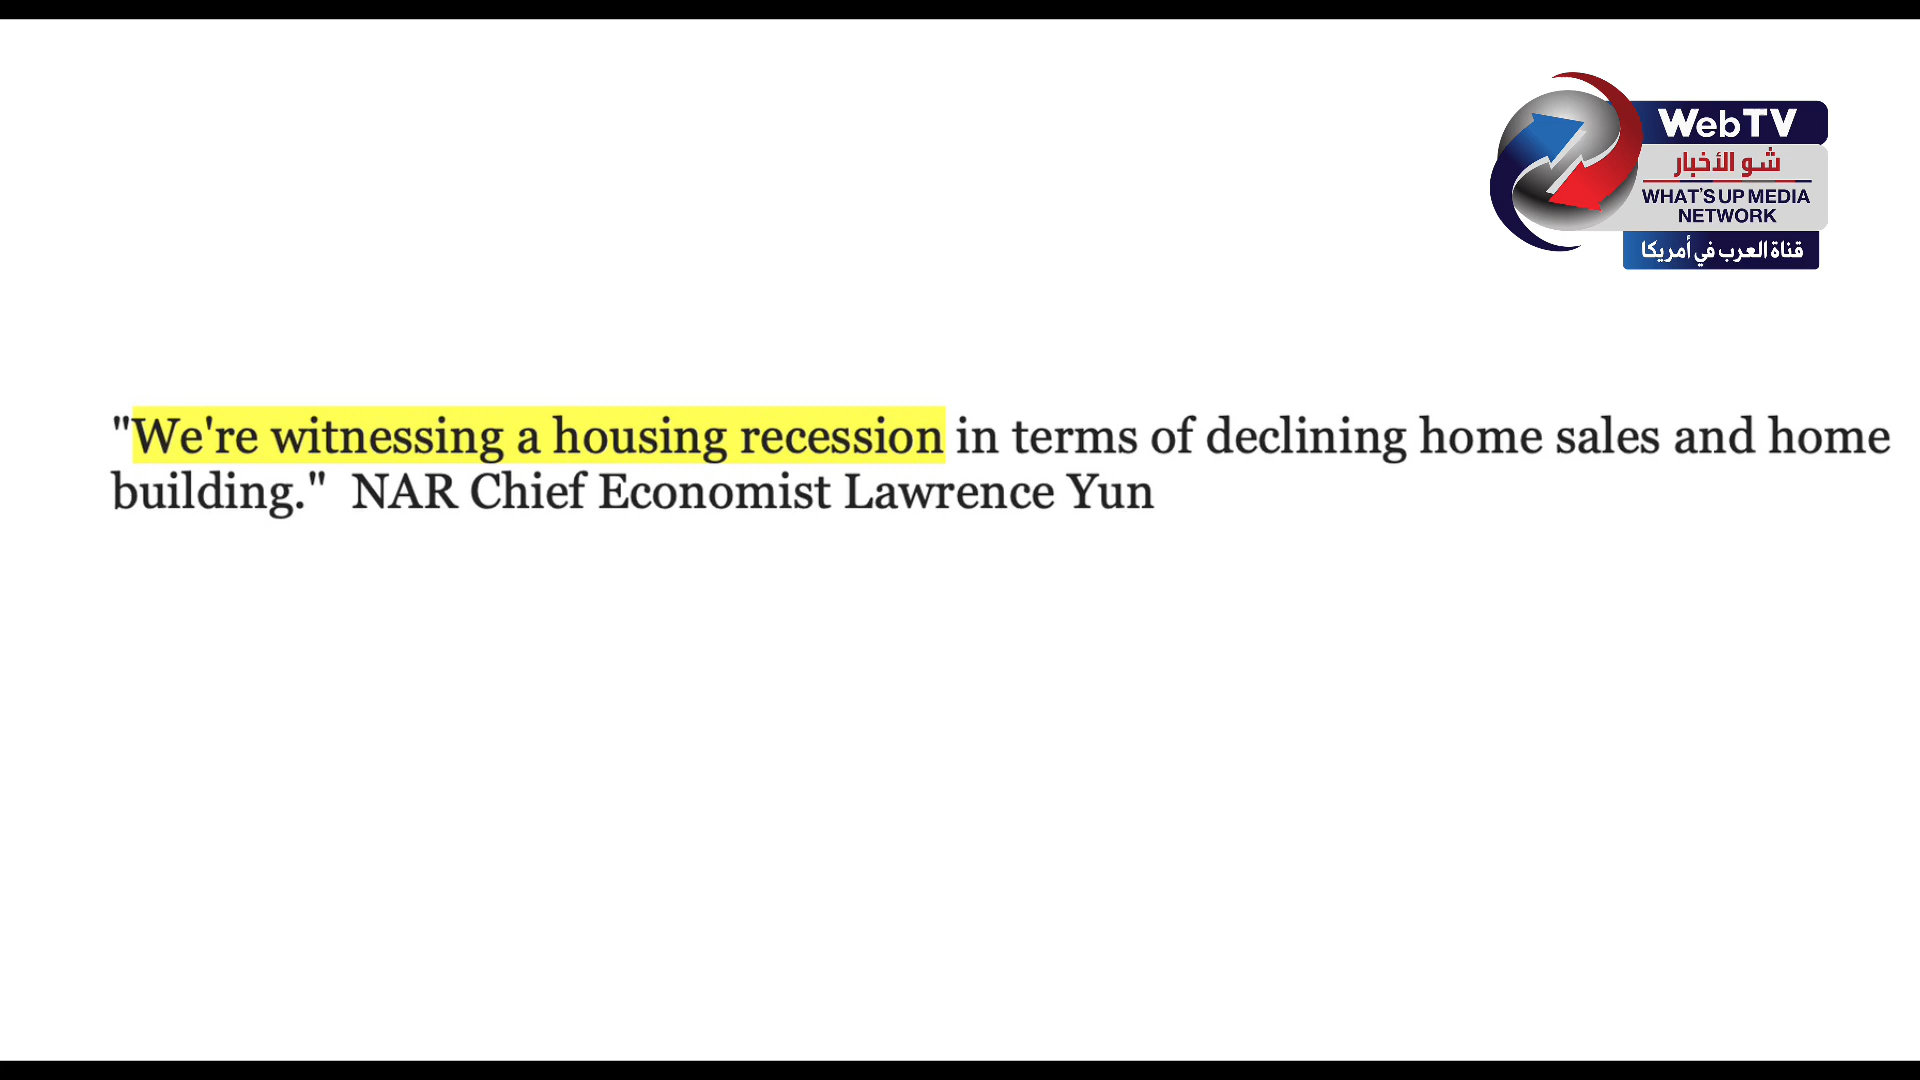 WebTV
شو الأخبار
WHAT'S UP MEDIA
NETWORK
قناة العرب في أمريكا
"We're witnessing a housing recession in terms of declining home sales and home
building."  NAR Chief Economist Lawrence Yun